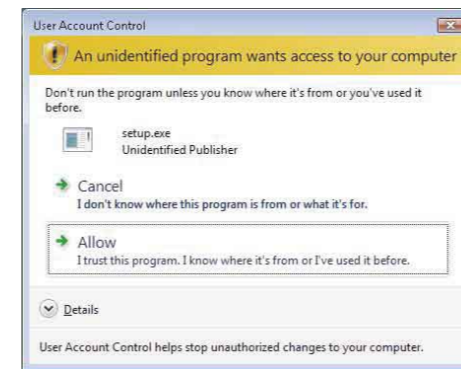 User Account Control
An unidentified program wants access to your computer
Don't run the program unless you know where it's from or you've used it
before.
setup.exe
Unidentified Publisher
Cancel
I don't know where this program is from or what it's for.
Allow
I trust this program. I know where it's from or I've used it before.
Details
User Account Control helps stop unauthorized changes to your computer.